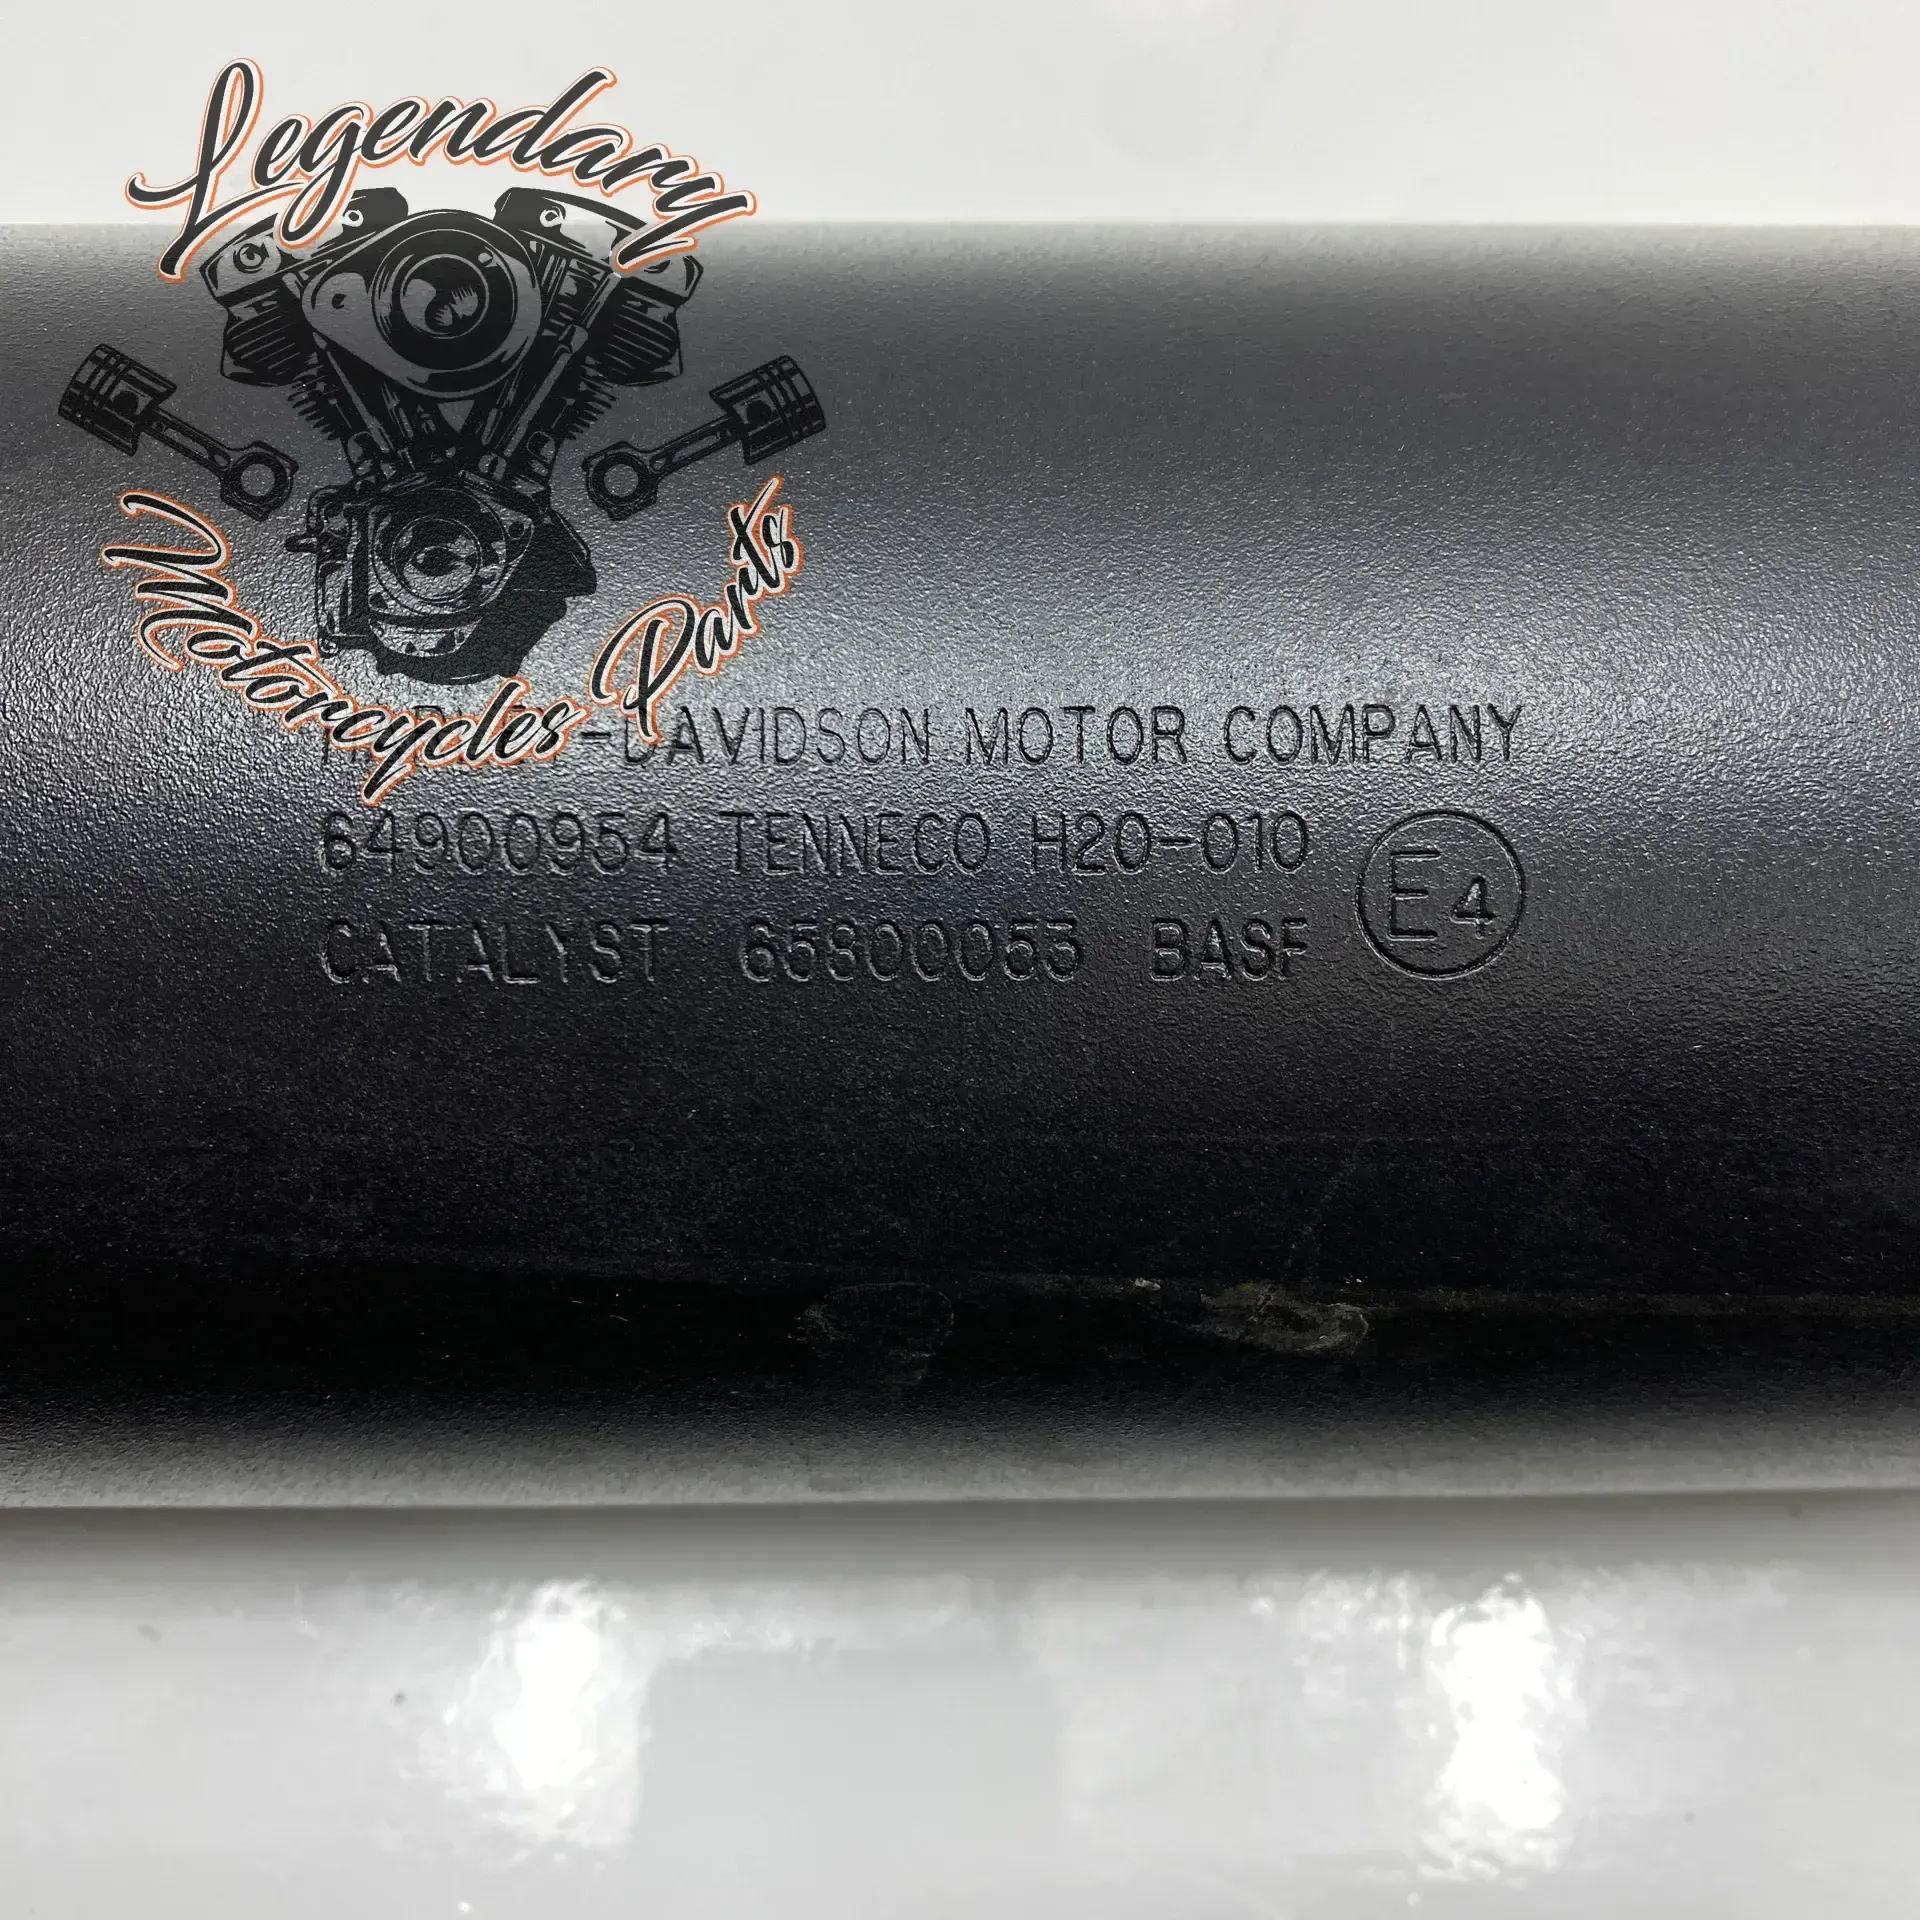 Legendary
Motorcycles Parts
-DAVIDSON MOTOR COMPANY
64900954 TENNECO H20-010
CATALYST 65800053 BASF
E4